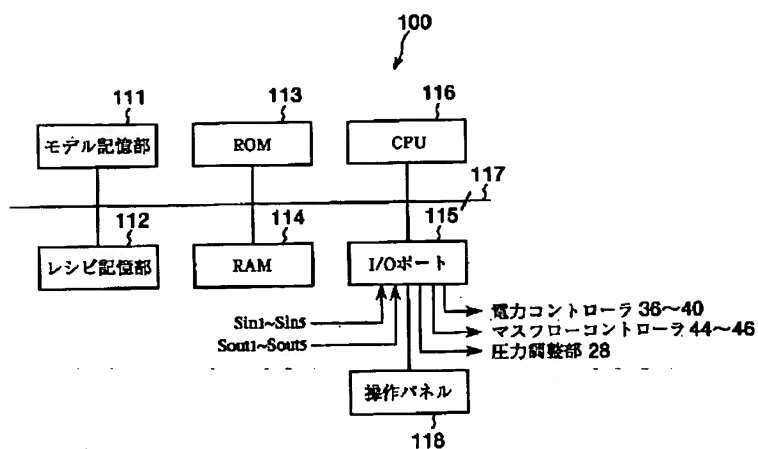 100
111
113
116
モデル記憶部
ROM
CPU
117
112
114
115
レシピ記憶部
RAM
I/Oポート
Sin1~Sin5
Sout1~Sout5
電力コントローラ 36～40
マスフローコントローラ 44～46
圧力調整部 28
操作パネル
118